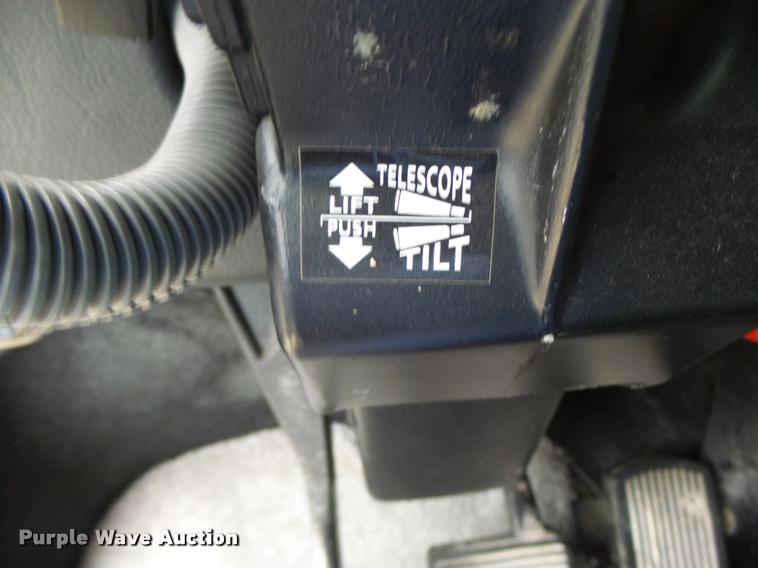 TELESCOPE
LIFT
PUSH
TILT
Purple Wave Auction